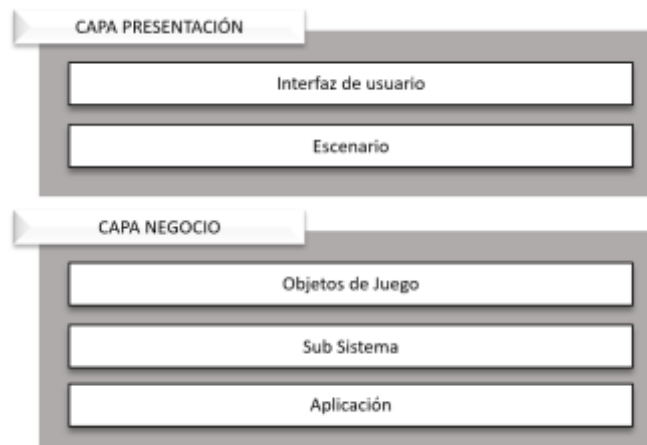 CAPA PRESENTACIÓN
Interfaz de usuario
Escenario
CAPA NEGOCIO
Objetos de Juego
Sub Sistema
Aplicación